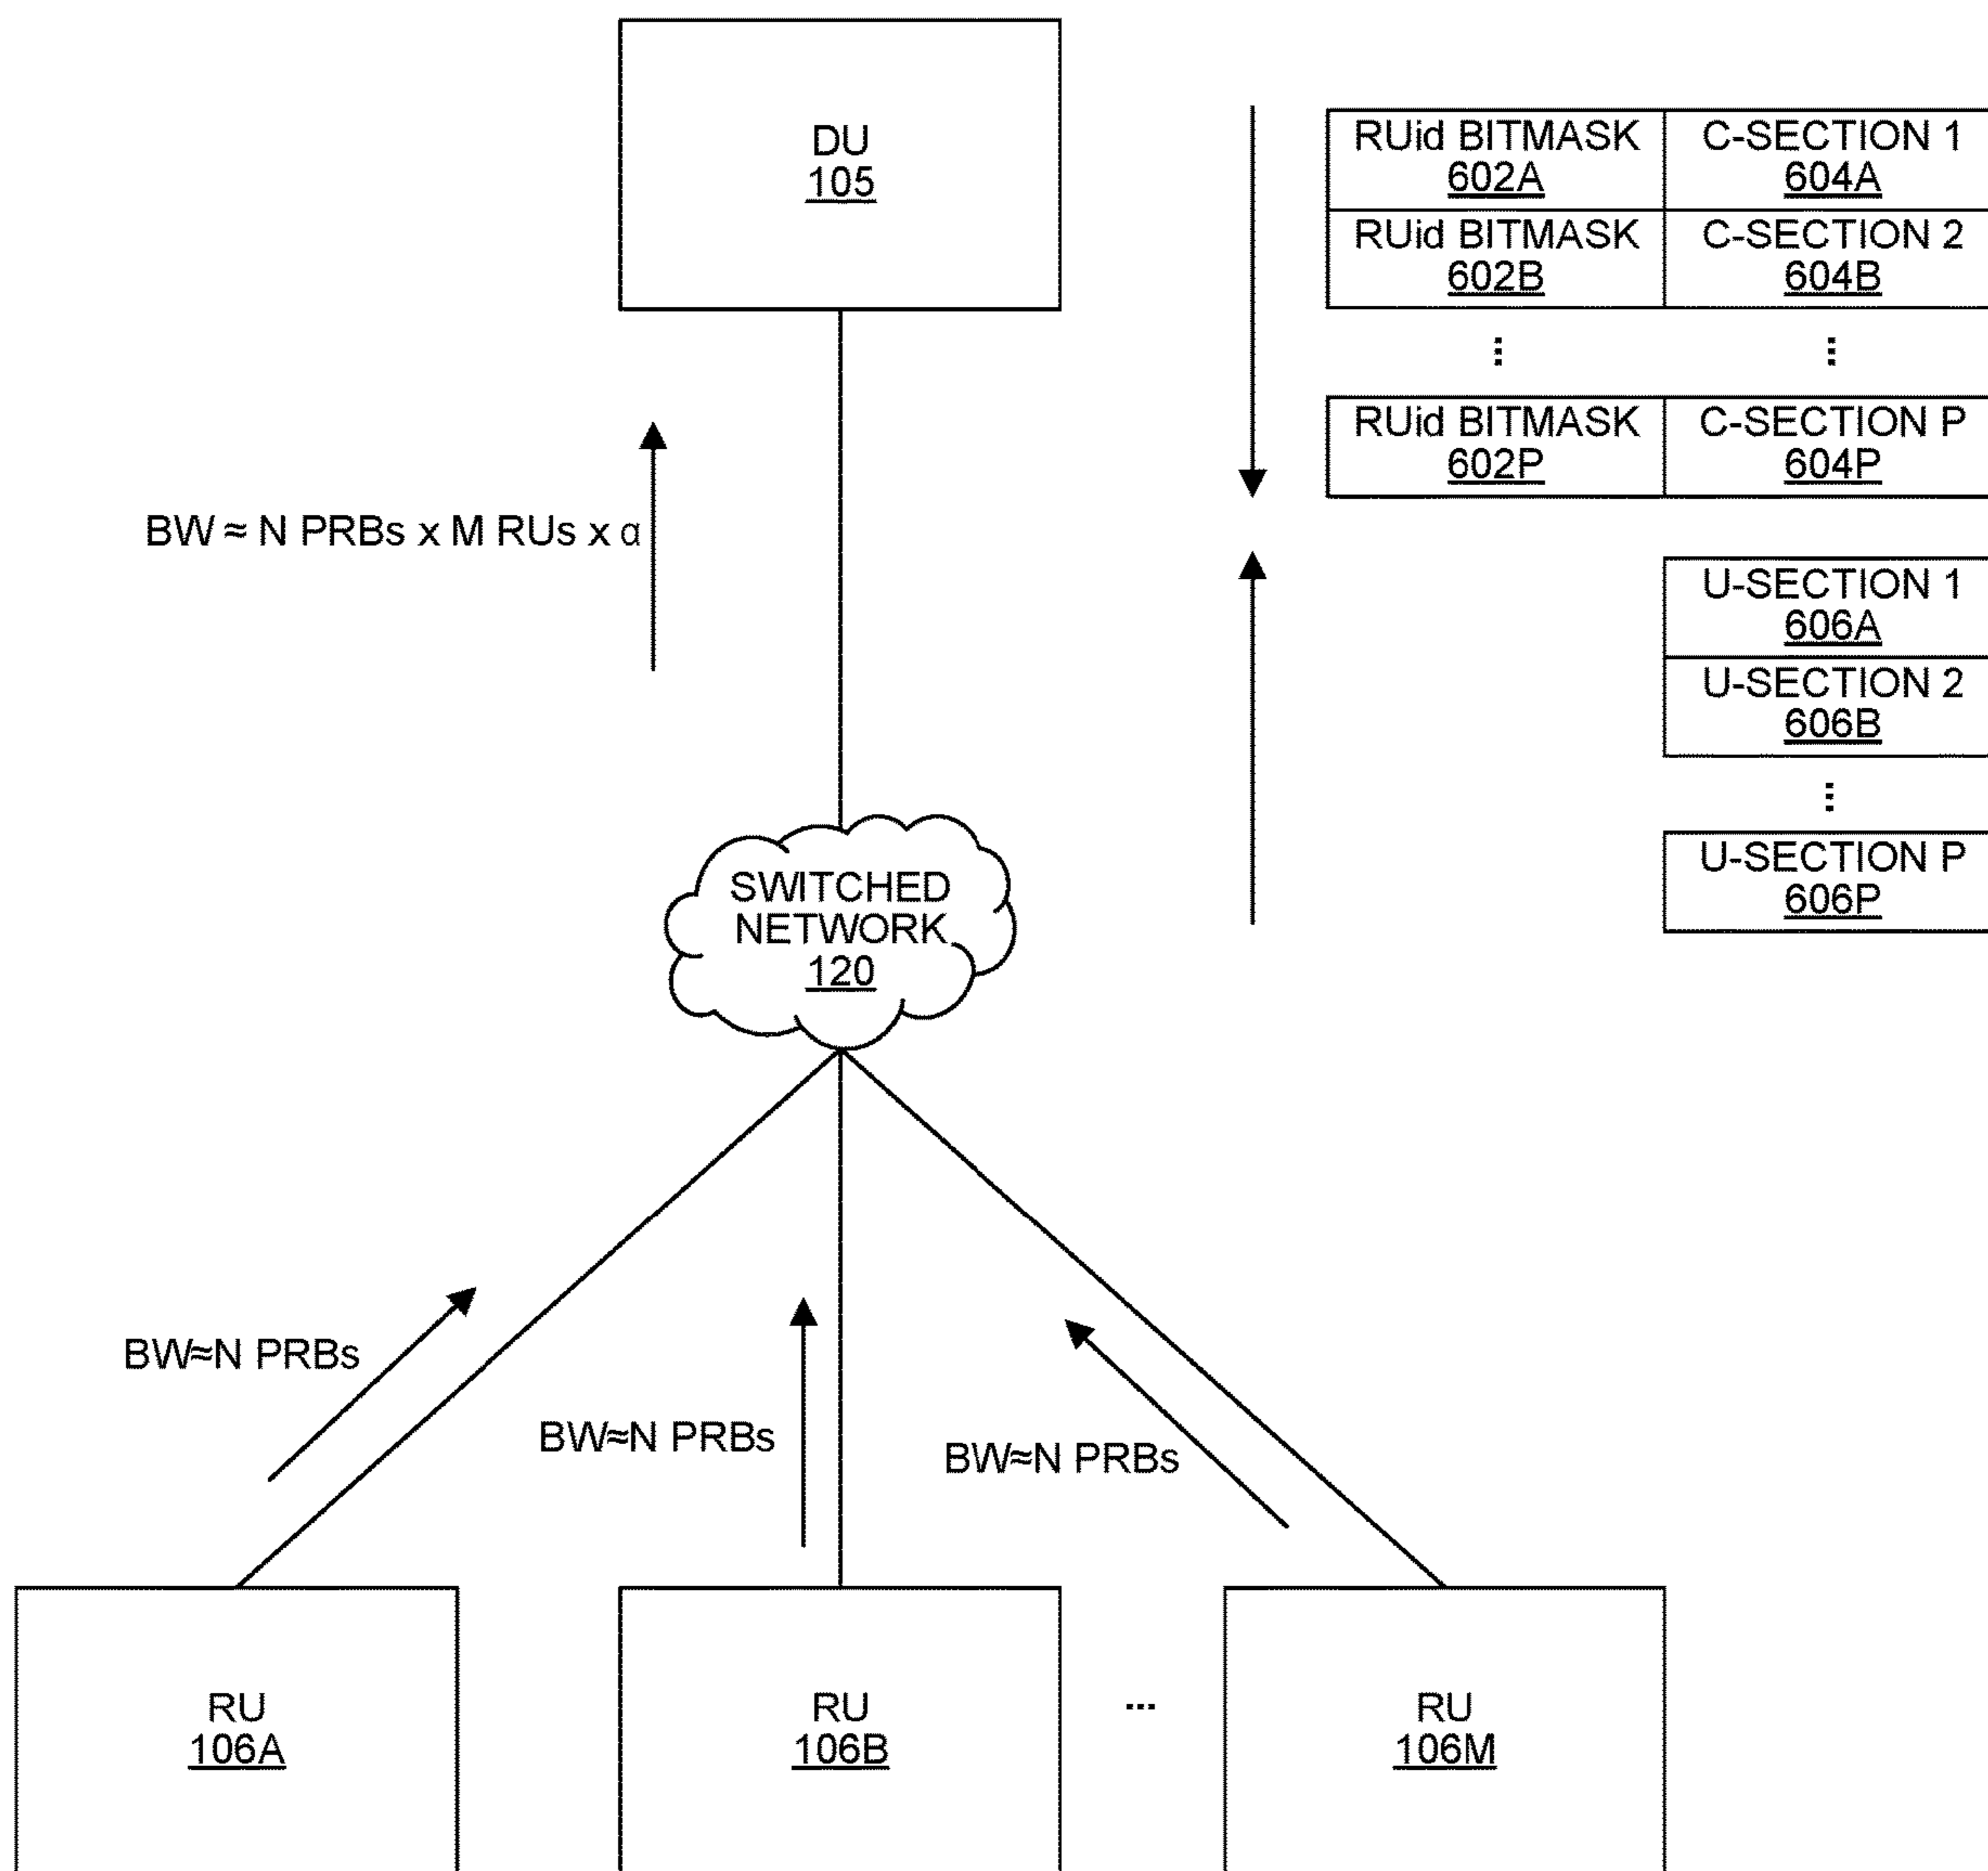 DU
105
RUid BITMASK
602A
C-SECTION 1
604A
RUid BITMASK
602B
C-SECTION 2
604B
...
...
RUid BITMASK
602P
C-SECTION P
604P
BW ≈ N PRBs x M RUs x α
U-SECTION 1
606A
U-SECTION 2
606B
...
U-SECTION P
606P
SWITCHED
NETWORK
120
BW≈N PRBs
BW≈N PRBs
BW≈N PRBs
RU
106A
RU
106B
...
RU
106M